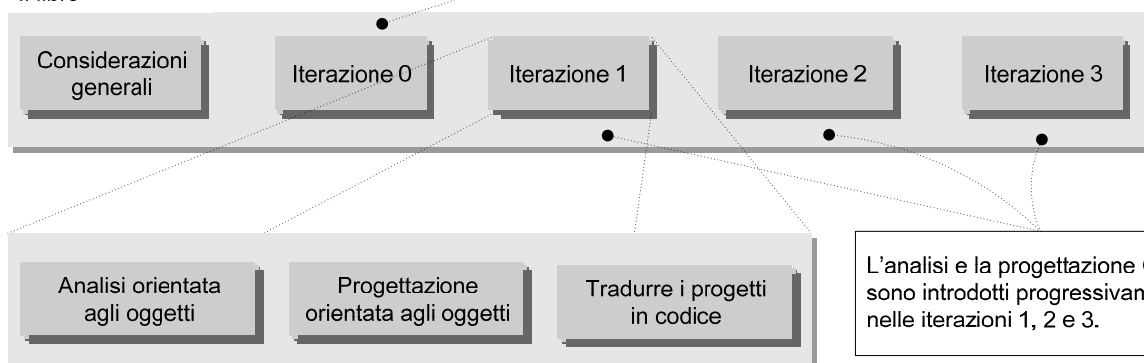 Considerazioni
generali
Iterazione 0
Iterazione 1
Iterazione 2
Iterazione 3
Analisi orientata
agli oggetti
Progettazione
orientata agli oggetti
Tradurre i progetti
in codice
L'analisi e la progettazione
sono introdotti progressivam
nelle iterazioni 1, 2 e 3.